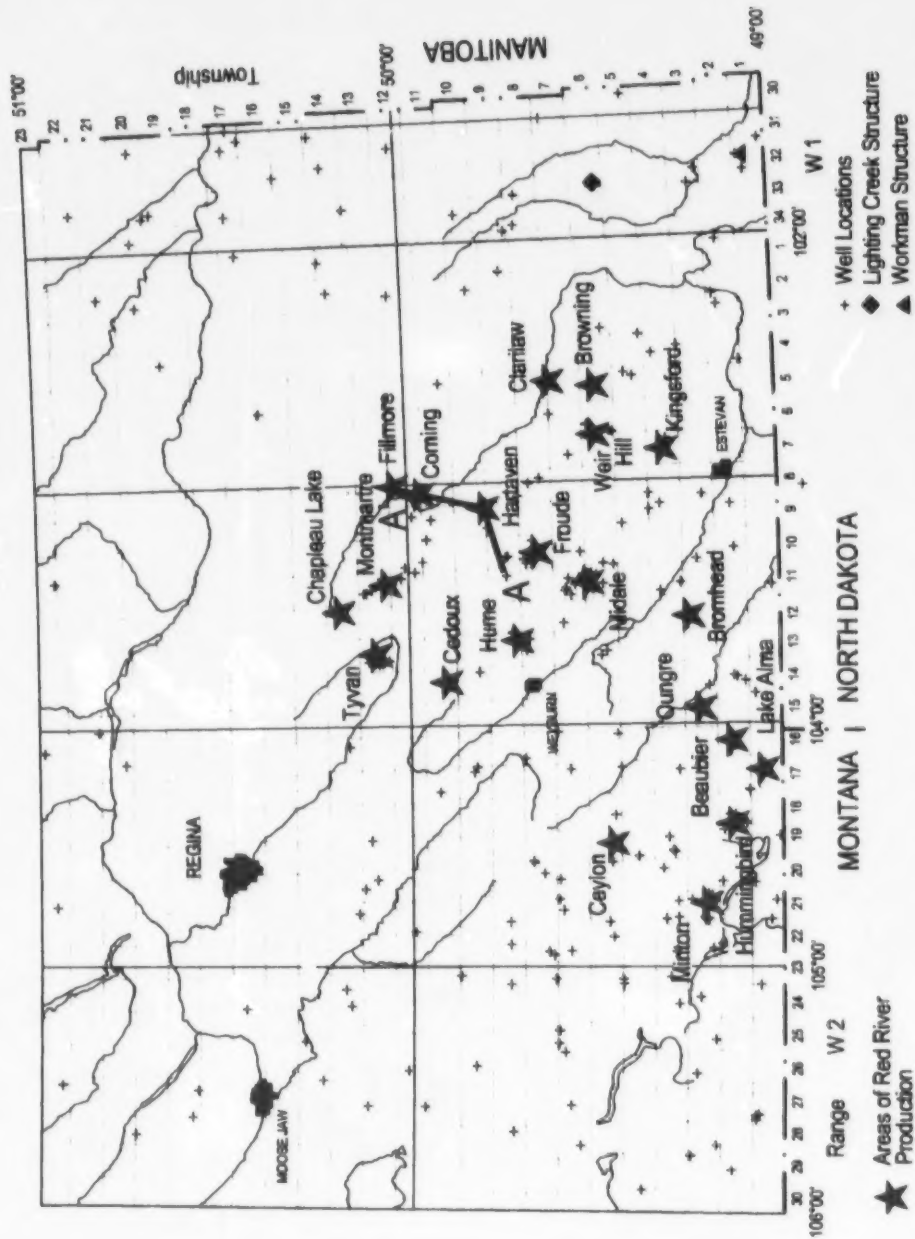 23 51°00'
22
21
20
19
18
17
16
15
14
13
12
50°00'
11
10
9
8
7
6
5
4
3
2
1
49°00'
Township
MANITOBA
REGINA
MOOSE JAW
Chapleau Lake
Montmartre
Fillmore
Tyvan
A
Corning
Cedoux
Hartaven
Hume
A
Froude
Clarilaw
WEYBURN
Midale
Browning
Weir
Hill
Kingsford
Ceylon
Oungre
Bromhead
ESTEVAN
Minton
Beaubier
Lake Alma
Hummingbird
30
29
28
27
26
25
24
23
22
21
20
19
18
17
16
15
14
13
12
11
10
9
8
7
6
5
4
3
2
1
34
33
32
31
30
106°00'
105°00'
104°00'
102°00'
Range W 2
W 1
MONTANA | NORTH DAKOTA
Areas of Red River
Production
+ Well Locations
Lighting Creek Structure
Workman Structure